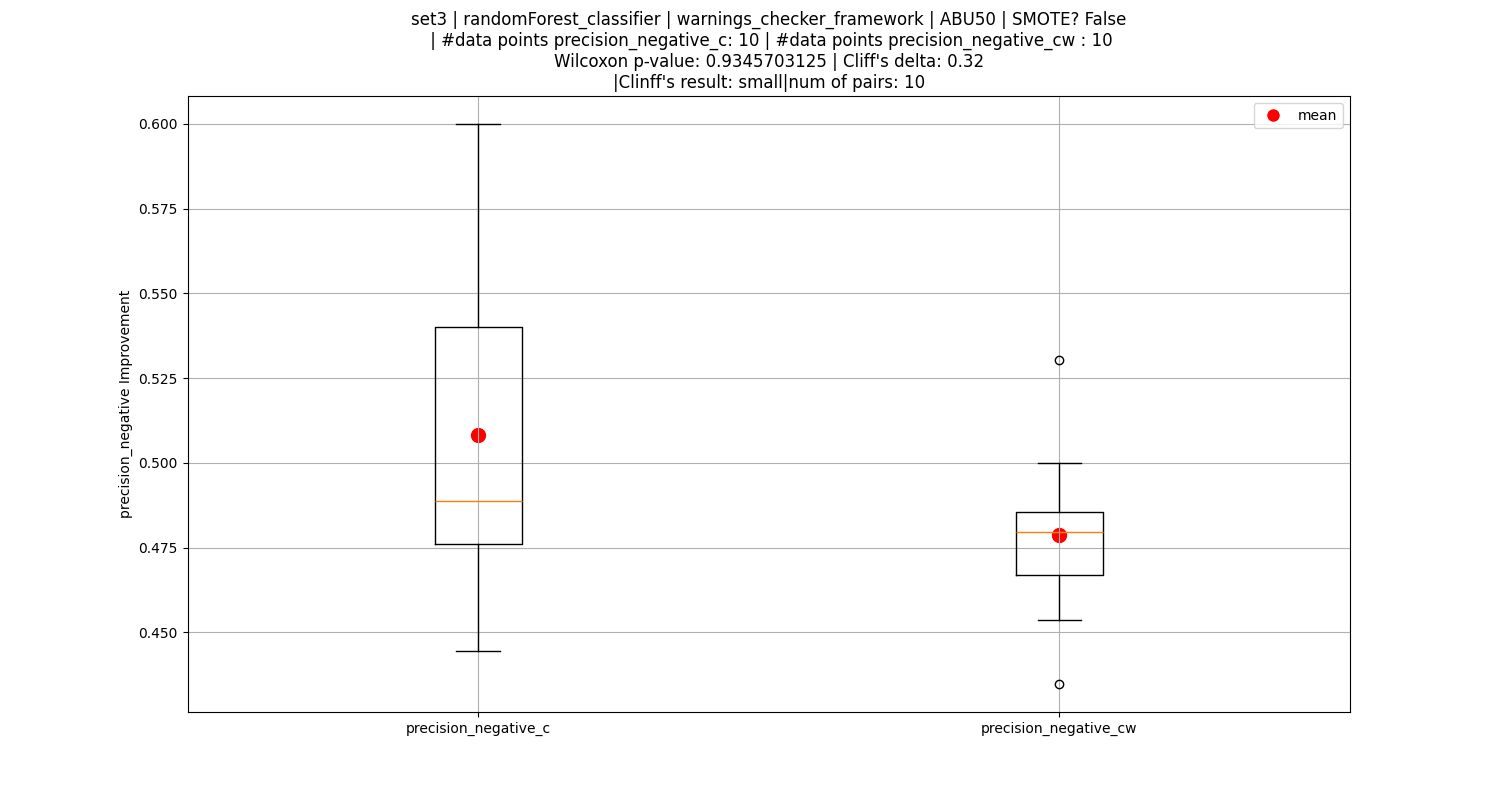 set3 | randomForest_classifier | warnings_checker_framework | ABU50 | SMOTE? False
| #data points precision_negative_c: 10 | #data points precision_negative_cw : 10
Wilcoxon p-value: 0.9345703125 | Cliff's delta: 0.32
|Clinff's result: small|num of pairs: 10
mean
0.600
0.575
0.550
0.525
0.500
0.475
0.450
precision_negative Improvement
precision_negative_c
precision_negative_cw